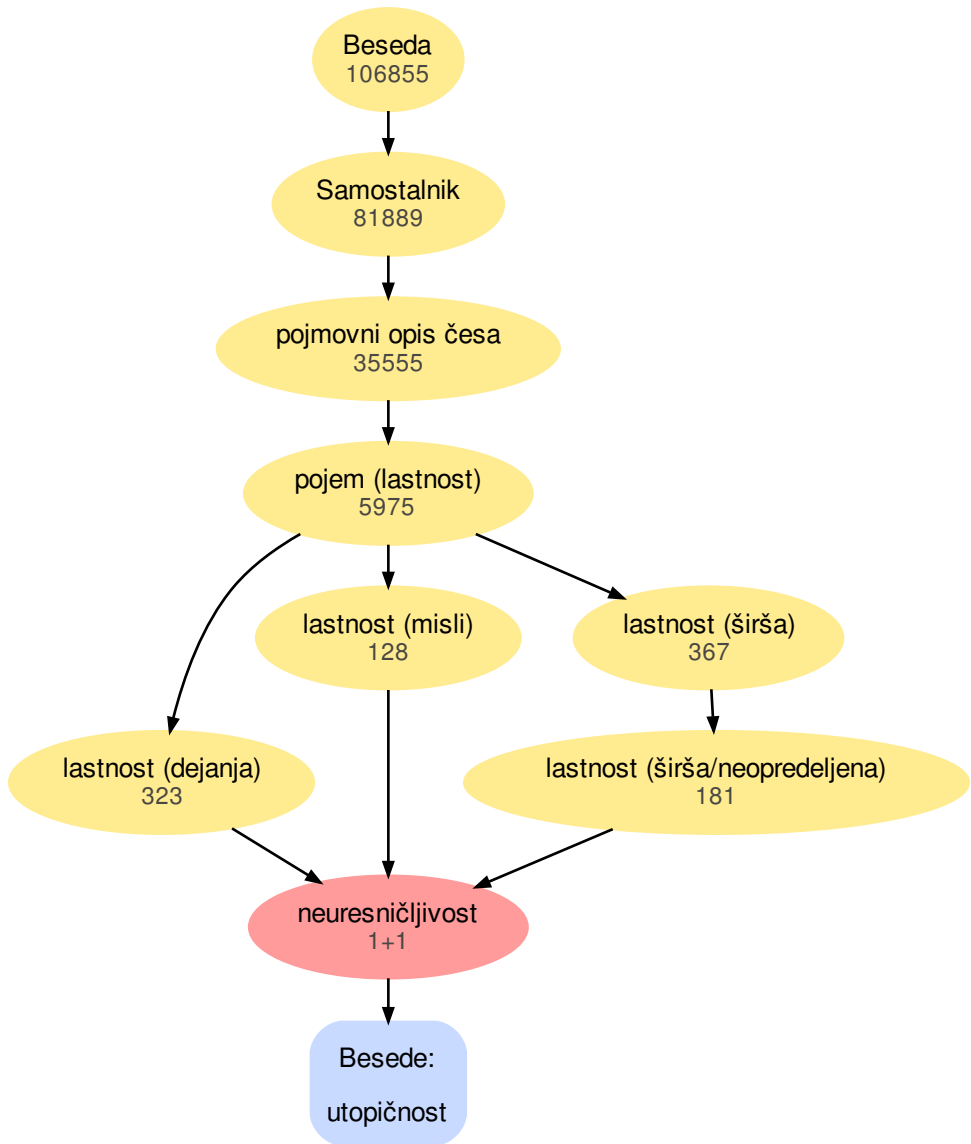 Beseda
106855
Samostalnik
81889
pojmovni opis česa
35555
pojem (lastnost)
5975
lastnost (misli)
128
lastnost (širša)
367
lastnost (dejanja)
323
lastnost (širša/neopredeljena)
181
neuresničljivost
1+1
Besede:
utopičnost